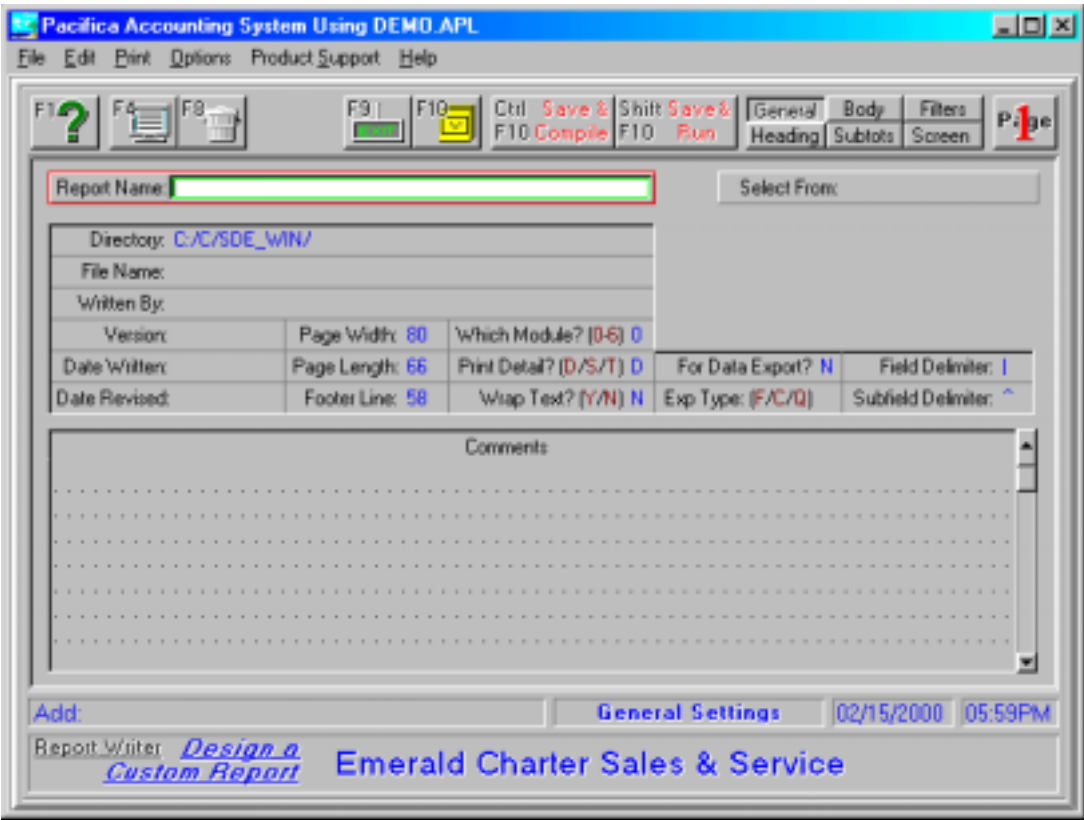 Pacifica Accounting System Using DEMO.APL
File Edit Print Options Product Support Help
F1 F4 F8 F9 EXIT F10 Ctrl F10 Save & Compile Shift F10 Save & Run General Body Filters Page 1
Heading Subtots Screen
Report Name: Select From:
Directory: C:/C/SDE_WIN/
File Name:
Written By:
Version: Page Width: 80 Which Module? (0-6) 0
Date Written: Page Length: 66 Print Detail? (D/S/T) D For Data Export? N Field Delimiter: |
Date Revised: Footer Line: 58 Wrap Text? (Y/N) N Exp Type: (F/C/Q) Subfield Delimiter: ^
Comments
Add: General Settings 02/15/2000 05:59PM
Report Writer Design a Custom Report
Emerald Charter Sales & Service